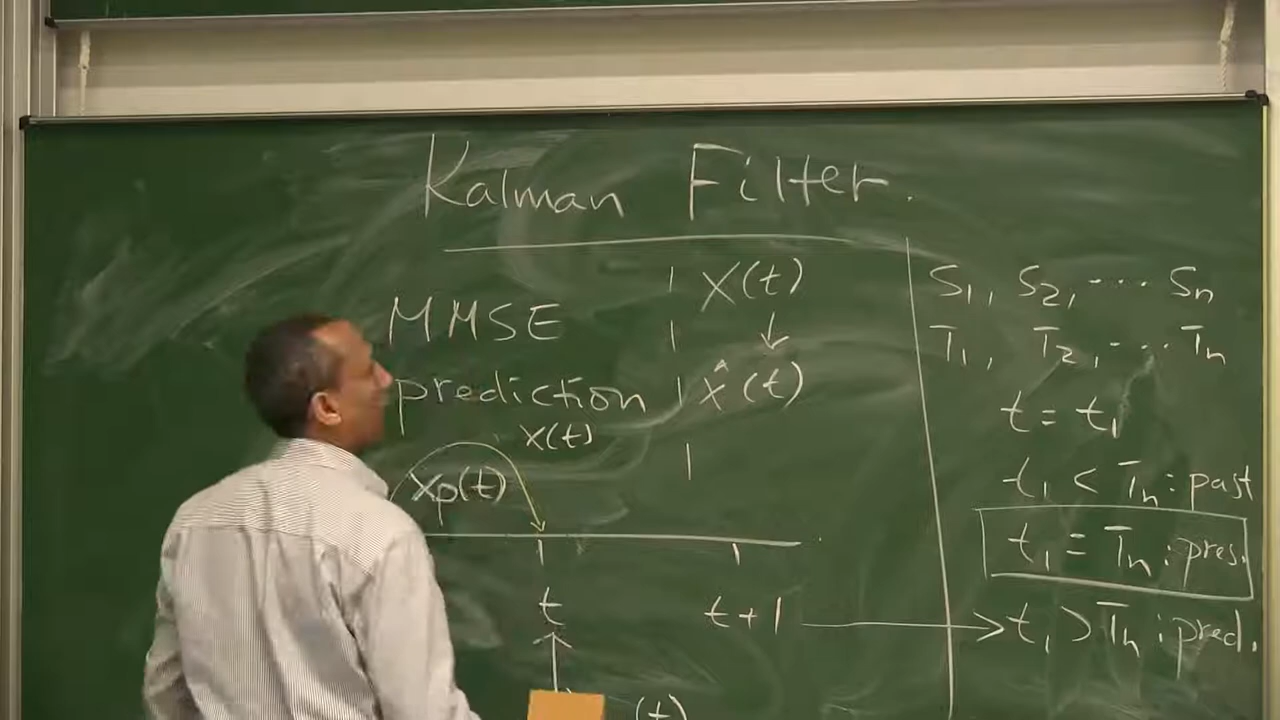 Kalman Filter.
MMSE
prediction
X(t)
X̂(t)
x(t)
xp(t)
t
t+1
(t)
S1, S2, ... Sn
T1, T2, ... Tn
t = t1
t1 < Tn : past
t1 = Tn : pres.
t1 > Tn : pred.